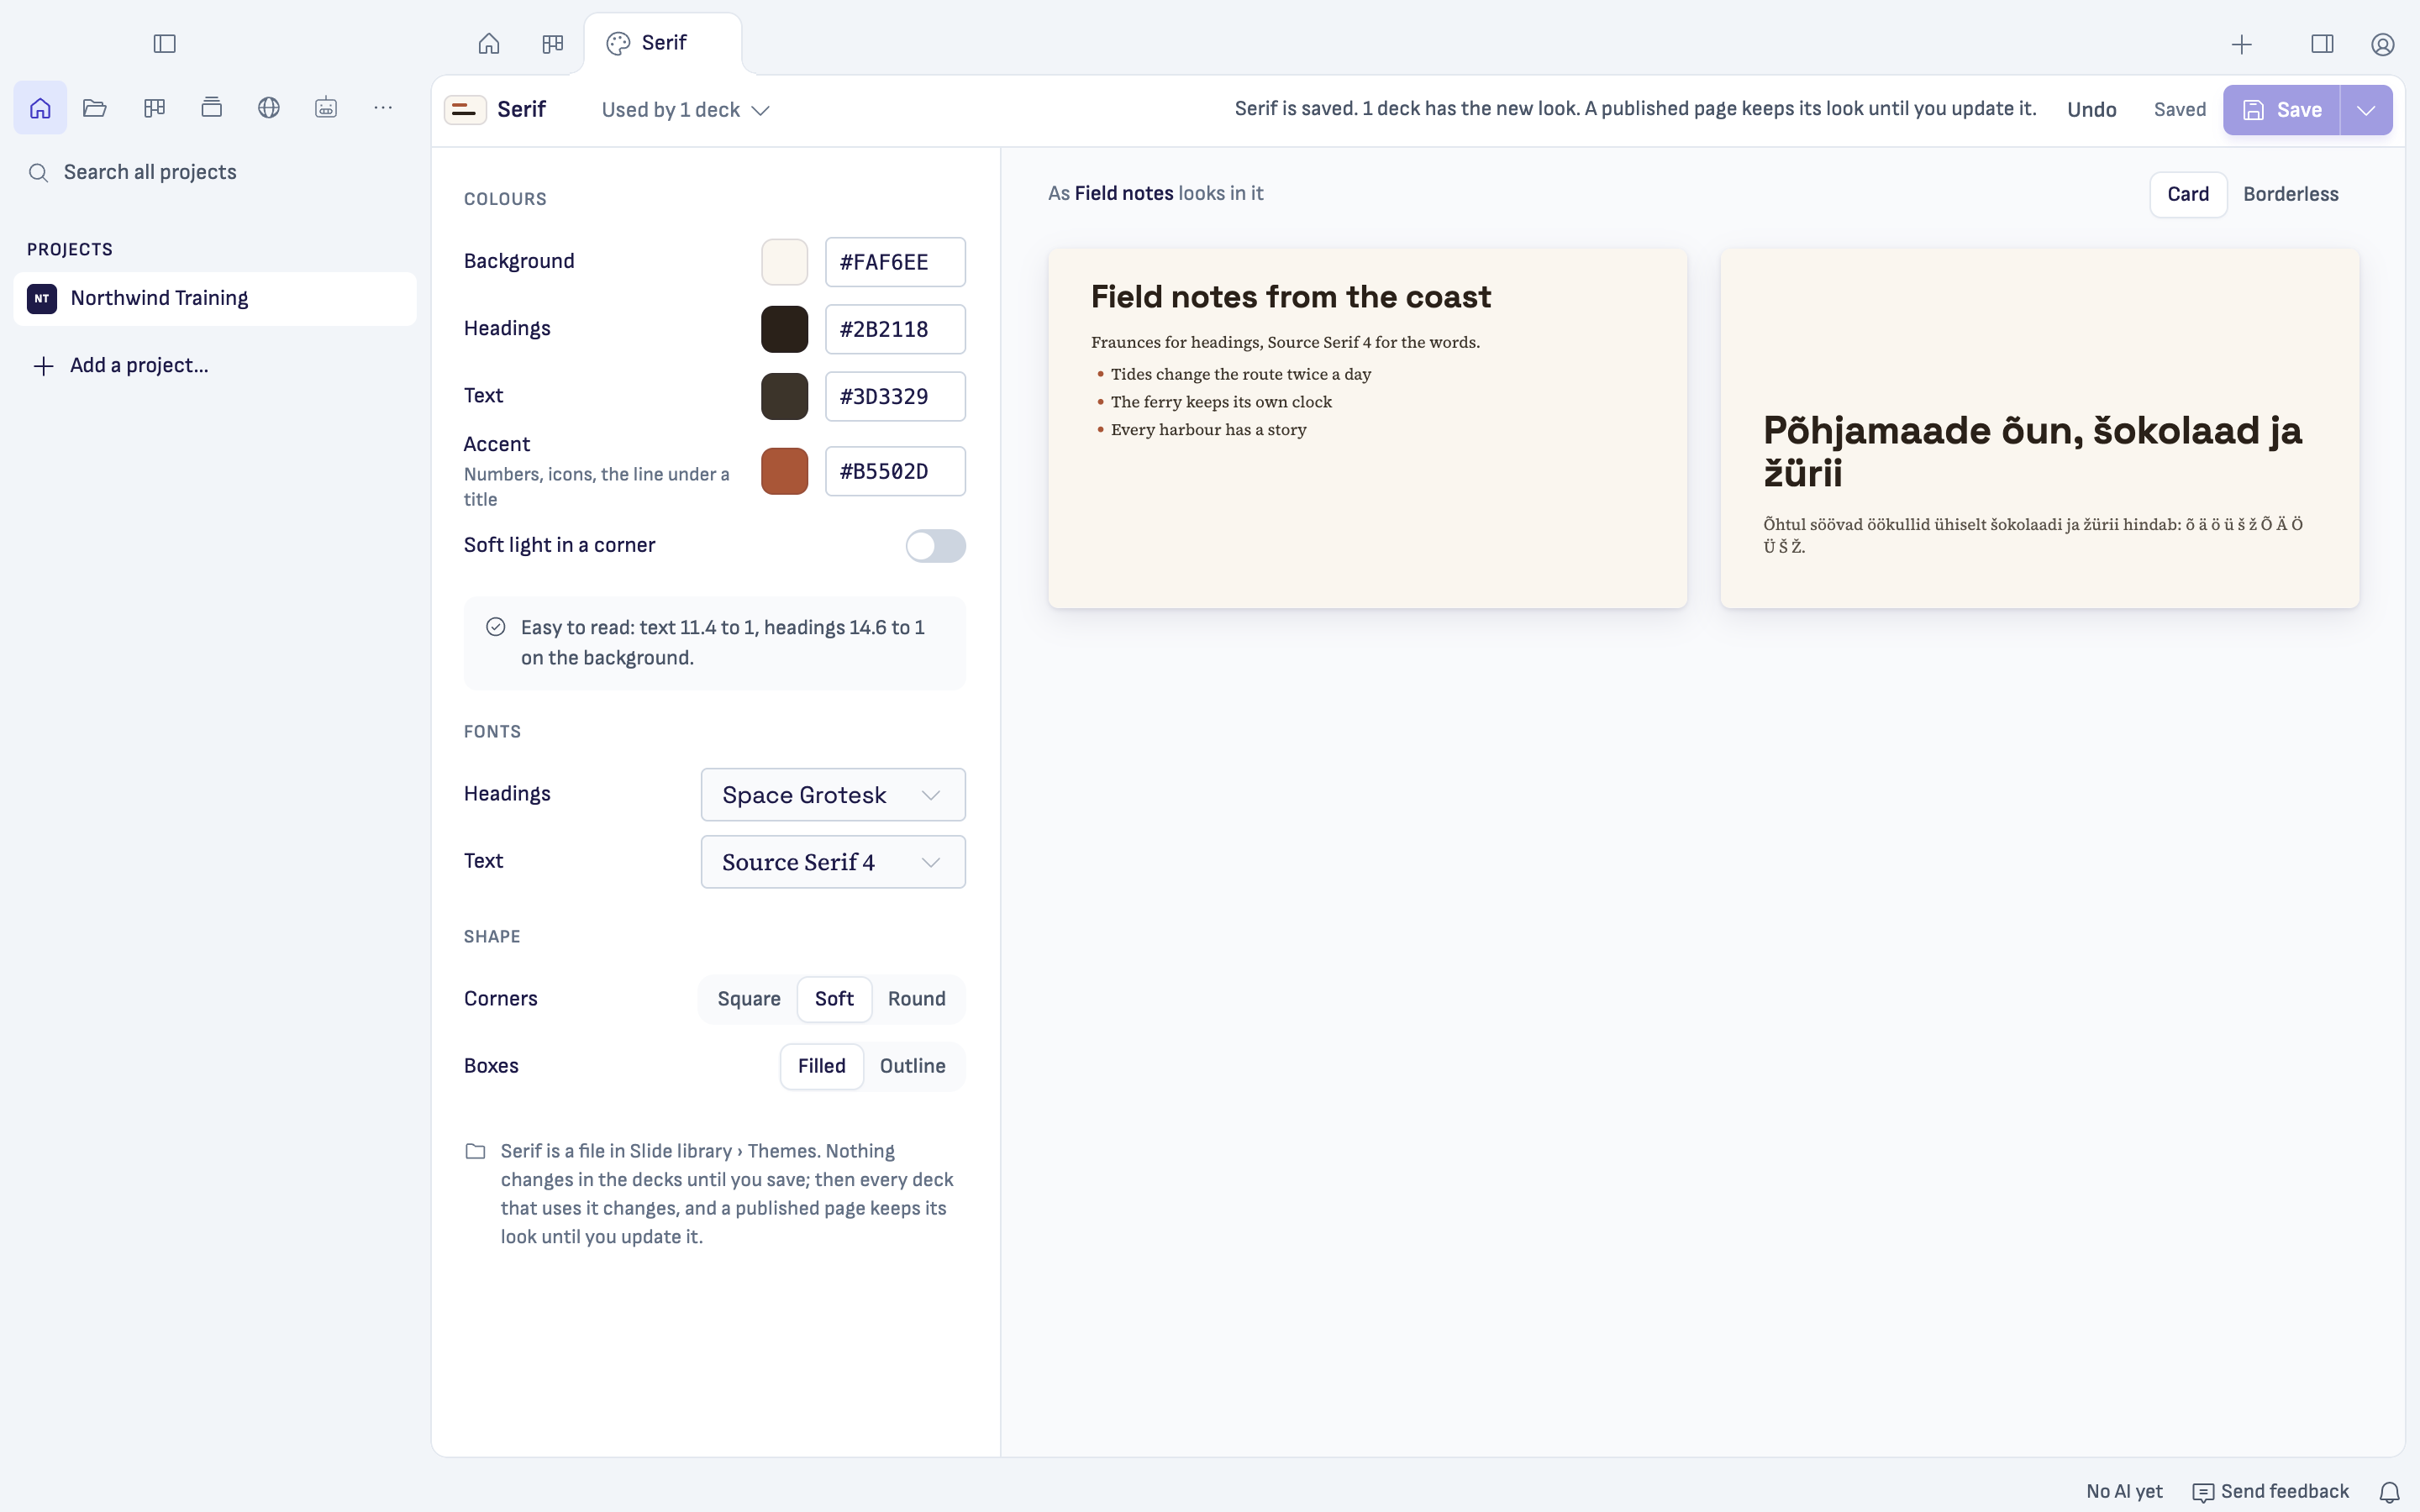 Serif
Search all projects
PROJECTS
NT
Northwind Training
Add a project...
Serif
Used by 1 deck
Serif is saved. 1 deck has the new look. A published page keeps its look until you update it.
Undo
Saved
Save
COLOURS
Background
#FAF6EE
Headings
#2B2118
Text
#3D3329
Accent
Numbers, icons, the line under a
title
#B5502D
Soft light in a corner
Easy to read: text 11.4 to 1, headings 14.6 to 1
on the background.
FONTS
Headings
Space Grotesk
Text
Source Serif 4
SHAPE
Corners
Square
Soft
Round
Boxes
Filled
Outline
Serif is a file in Slide library › Themes. Nothing
changes in the decks until you save; then every deck
that uses it changes, and a published page keeps its
look until you update it.
As Field notes looks in it
Card
Borderless
Field notes from the coast
Fraunces for headings, Source Serif 4 for the words.
• Tides change the route twice a day
• The ferry keeps its own clock
• Every harbour has a story
Põhjamaade õun, šokolaad ja
žürii
Õhtul söövad öökullid ühiselt šokolaadi ja žürii hindab: õ ä ö ü š ž Õ Ä Ö
Ü Š Ž.
No AI yet
Send feedback